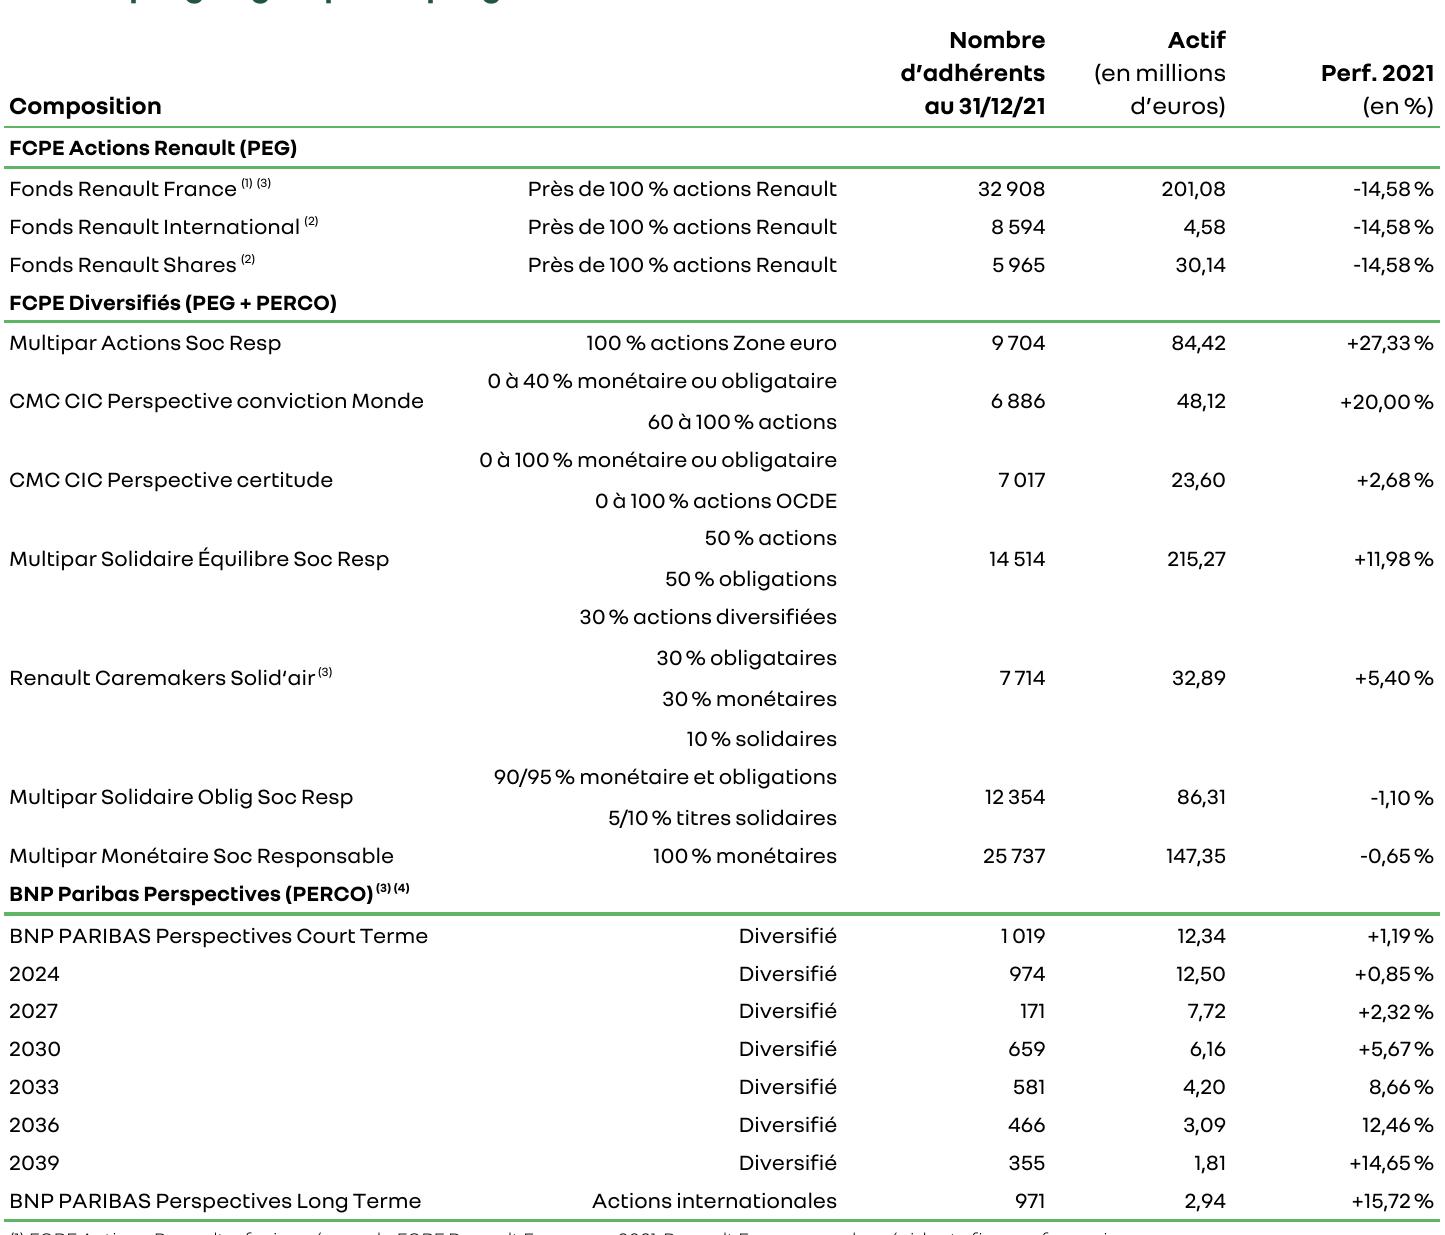 Nombre
d’adhérents
au 31/12/21
Actif
(en millions
d’euros)
Perf. 2021
(en %)
Composition
FCPE Actions Renault (PEG)
Fonds Renault France (1) (3) Près de 100 % actions Renault 32 908 201,08 -14,58 %
Fonds Renault International (2) Près de 100 % actions Renault 8 594 4,58 -14,58 %
Fonds Renault Shares (2) Près de 100 % actions Renault 5 965 30,14 -14,58 %
FCPE Diversifiés (PEG + PERCO)
Multipar Actions Soc Resp 100 % actions Zone euro 9 704 84,42 +27,33 %
CMC CIC Perspective conviction Monde
0 à 40 % monétaire ou obligataire
60 à 100 % actions
6 886 48,12 +20,00 %
CMC CIC Perspective certitude
0 à 100 % monétaire ou obligataire
0 à 100 % actions OCDE
7 017 23,60 +2,68 %
Multipar Solidaire Équilibre Soc Resp
50 % actions
50 % obligations
14 514 215,27 +11,98 %
Renault Caremakers Solid’air (3)
30 % actions diversifiées
30 % obligataires
30 % monétaires
10 % solidaires
7 714 32,89 +5,40 %
Multipar Solidaire Oblig Soc Resp
90/95 % monétaire et obligations
5/10 % titres solidaires
12 354 86,31 -1,10 %
Multipar Monétaire Soc Responsable 100 % monétaires 25 737 147,35 -0,65 %
BNP Paribas Perspectives (PERCO) (3) (4)
BNP PARIBAS Perspectives Court Terme Diversifié 1 019 12,34 +1,19 %
2024 Diversifié 974 12,50 +0,85 %
2027 Diversifié 171 7,72 +2,32 %
2030 Diversifié 659 6,16 +5,67 %
2033 Diversifié 581 4,20 8,66 %
2036 Diversifié 466 3,09 12,46 %
2039 Diversifié 355 1,81 +14,65 %
BNP PARIBAS Perspectives Long Terme Actions internationales 971 2,94 +15,72 %